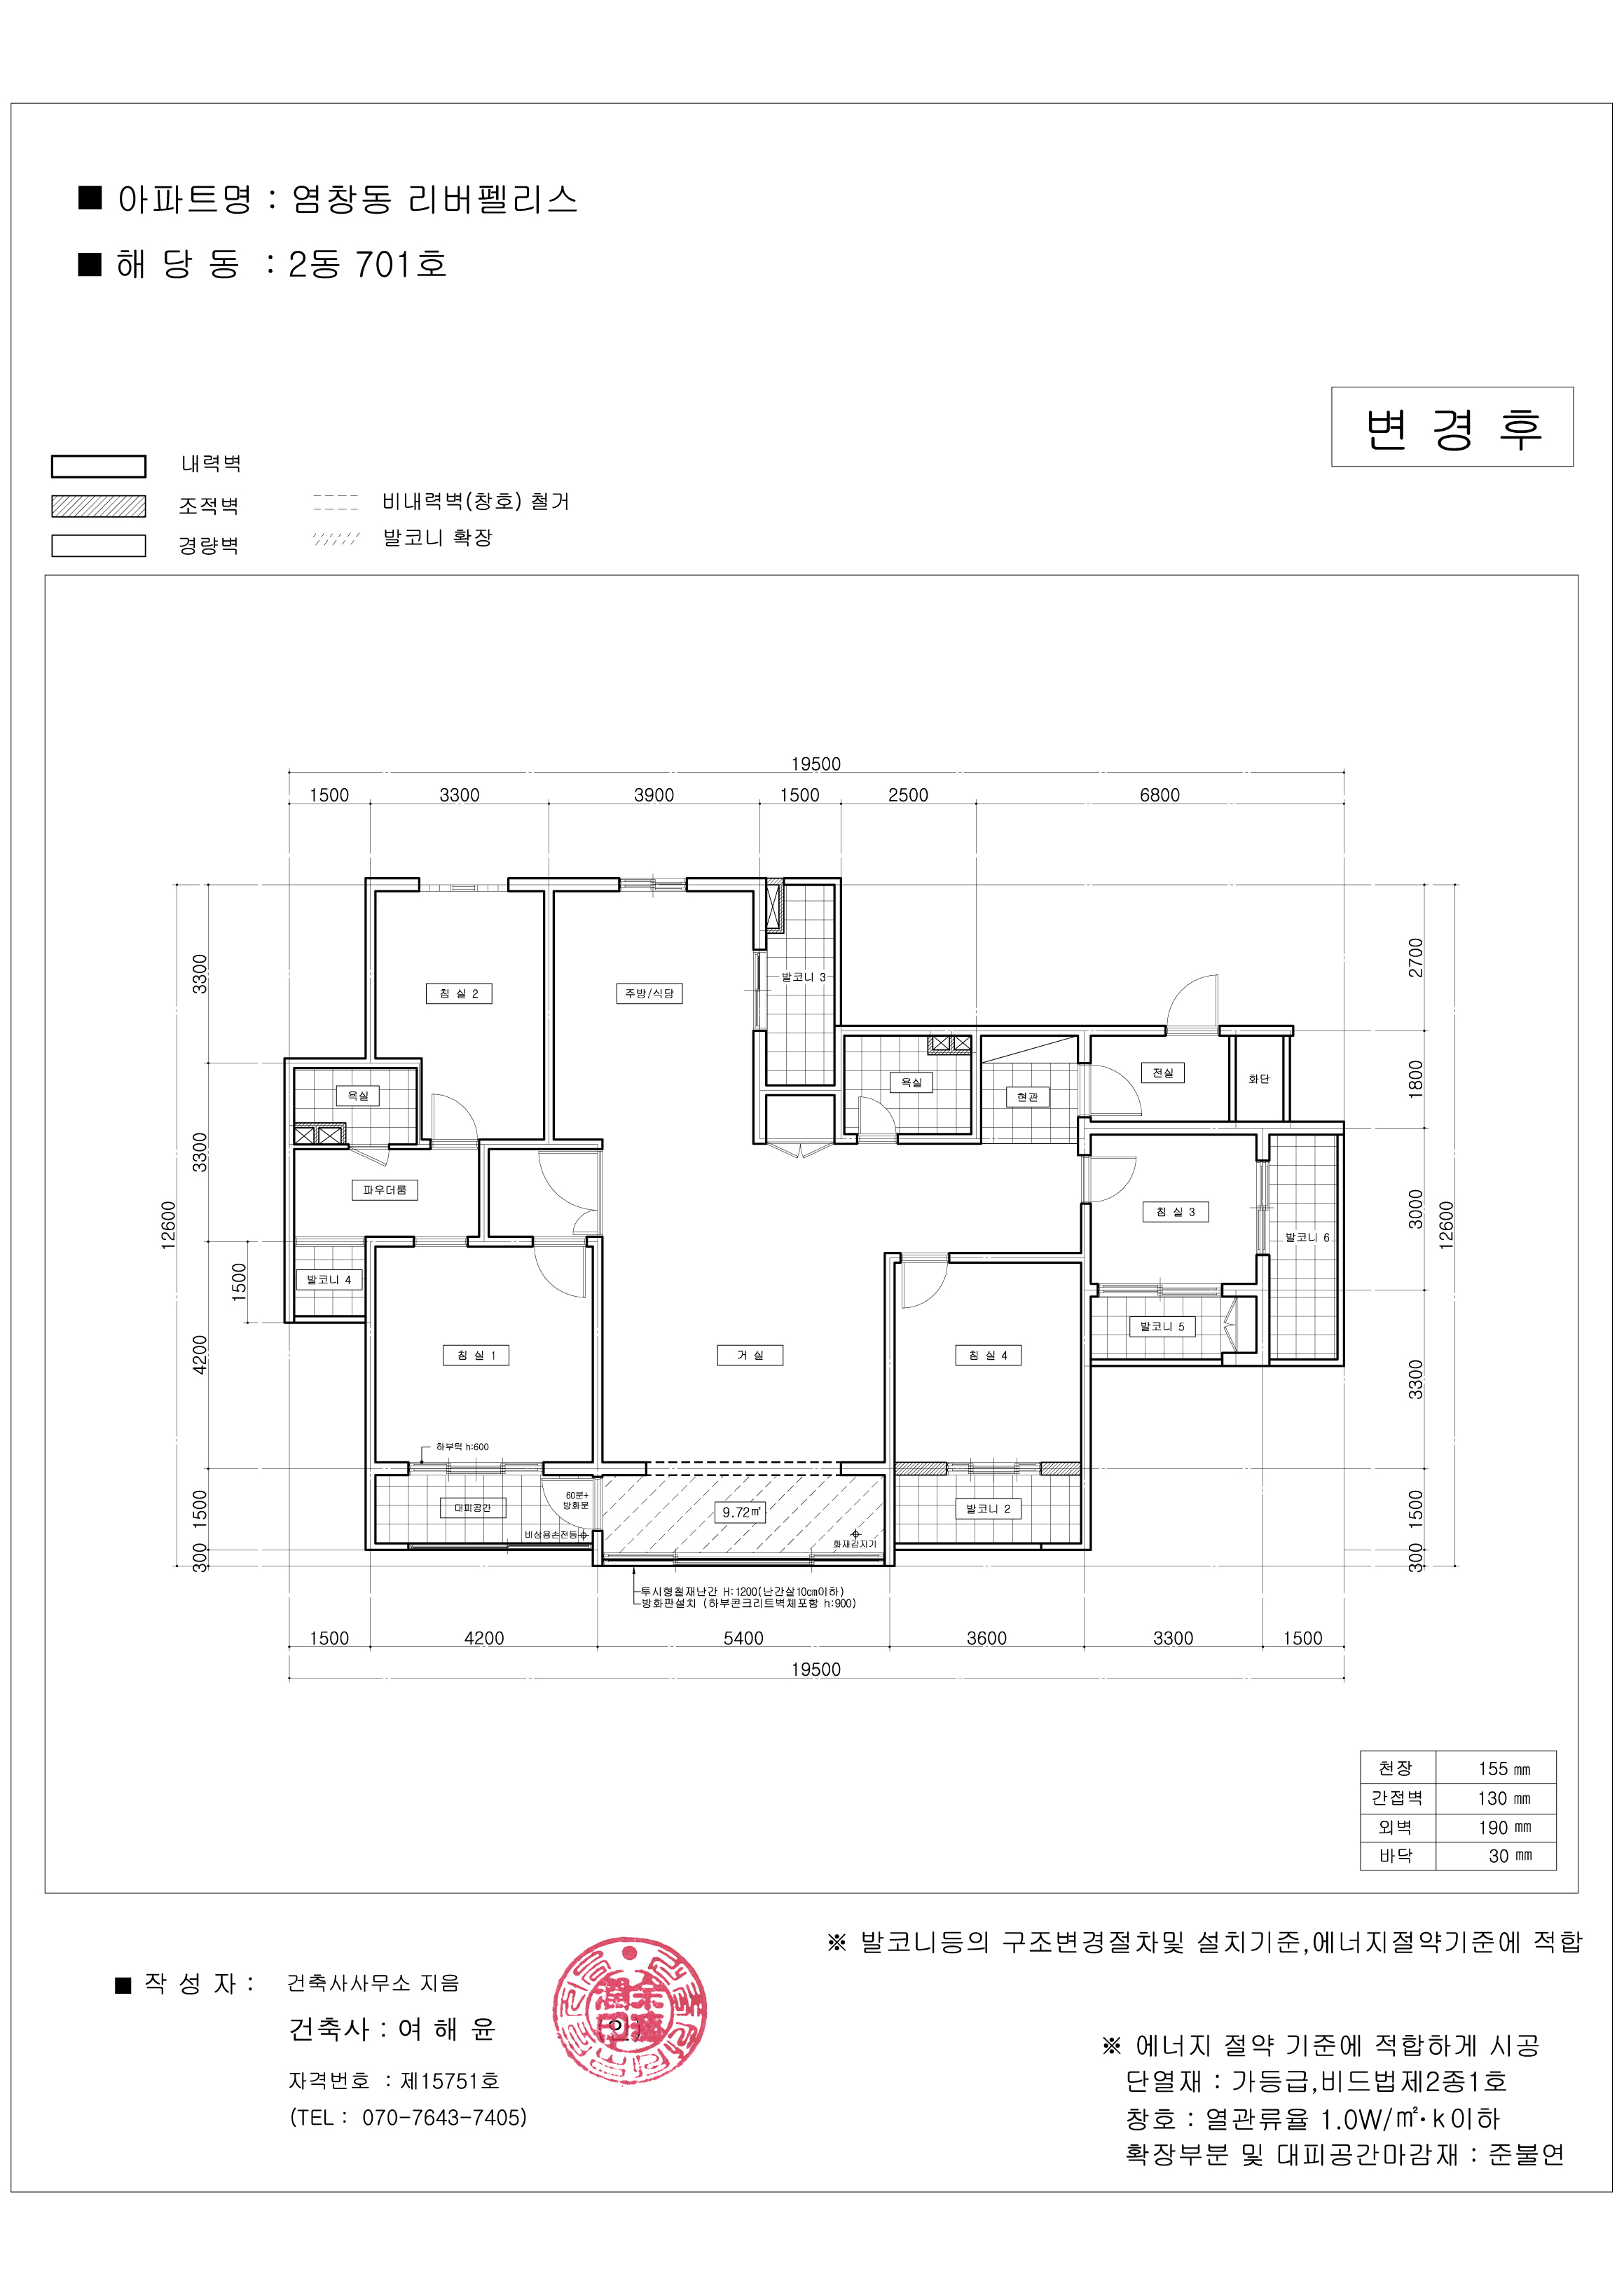 ■ 아파트명 : 염창동 리버펠리스
■ 해 당 동 : 2동 701호
변 경 후
내력벽
조적벽
경량벽
비내력벽(창호) 철거
발코니 확장
19500
1500 3300 3900 1500 2500 6800
12600
3300
3300
4200
1500
1500
300
2700
1800
3000
3300
1500
300
12600
침 실 2
주방/식당
발코니 3
욕실
욕실
현관
전실
화단
파우더룸
침 실 3
발코니 6
발코니 4
발코니 5
침 실 1
거 실
침 실 4
하부턱 h:600
대피공간
60분+
방화문
비상용손전등
9.72㎡
화재감지기
발코니 2
투시형철재난간 H:1200(난간살10㎝이하)
방화판설치 (하부콘크리트벽체포함 h:900)
1500 4200 5400 3600 3300 1500
19500
천장 155 ㎜
간접벽 130 ㎜
외벽 190 ㎜
바닥 30 ㎜
※ 발코니등의 구조변경절차및 설치기준,에너지절약기준에 적합
■ 작 성 자 : 건축사사무소 지음
건축사 : 여 해 윤
자격번호 : 제15751호
(TEL : 070-7643-7405)
※ 에너지 절약 기준에 적합하게 시공
단열재 : 가등급,비드법제2종1호
창호 : 열관류율 1.0W/㎡·k이하
확장부분 및 대피공간마감재 : 준불연